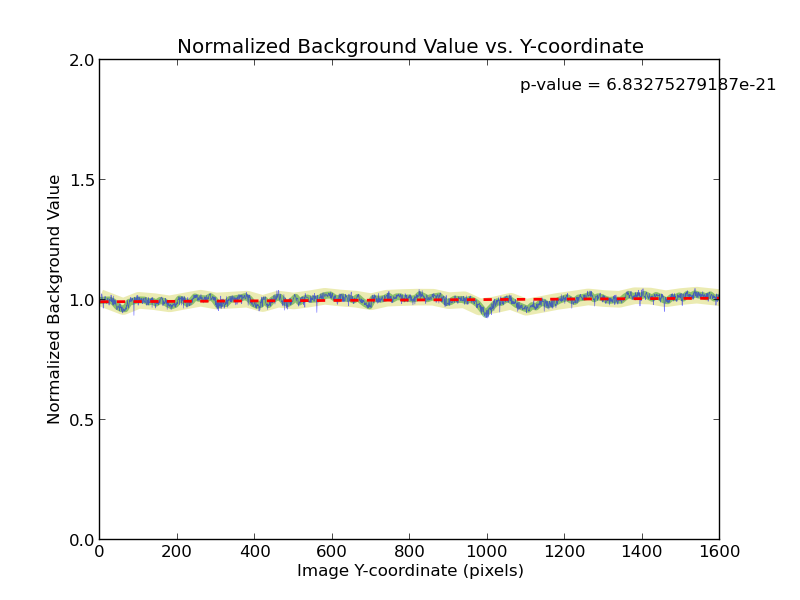 Normalized Background Value vs. Y-coordinate
p-value = 6.83275279187e-21
Normalized Background Value
2.0
1.5
1.0
0.5
0.0
0 200 400 600 800 1000 1200 1400 1600
Image Y-coordinate (pixels)